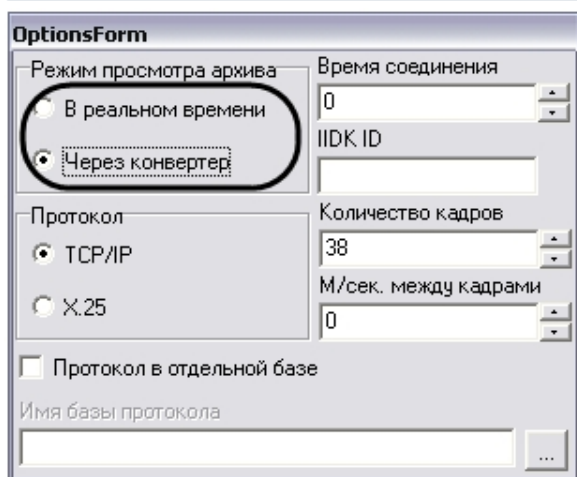 OptionsForm
Режим просмотра архива
В реальном времени
Через конвертер
Время соединения
0
IIDK ID
Протокол
TCP/IP
X.25
Количество кадров
38
М/сек. между кадрами
0
Протокол в отдельной базе
Имя базы протокола
...